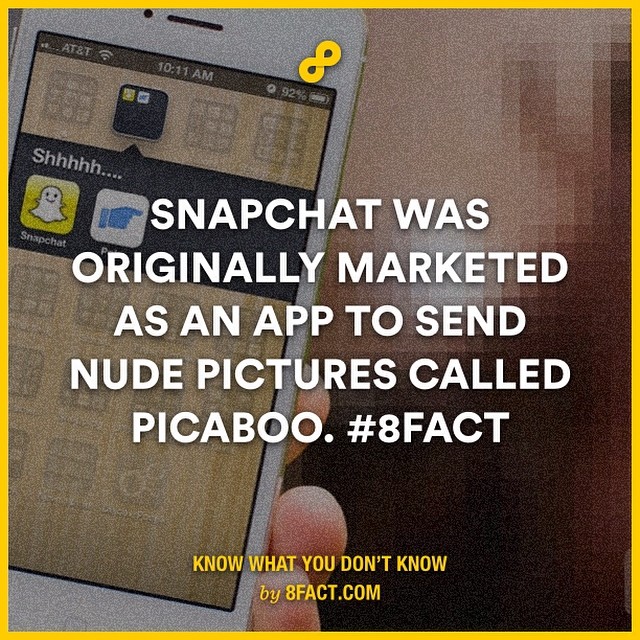 AT&T
10:11 AM
92%
Shhhhh....
Snapchat
SNAPCHAT WAS
ORIGINALLY MARKETED
AS AN APP TO SEND
NUDE PICTURES CALLED
PICABOO. #8FACT
KNOW WHAT YOU DON'T KNOW
by 8FACT.COM